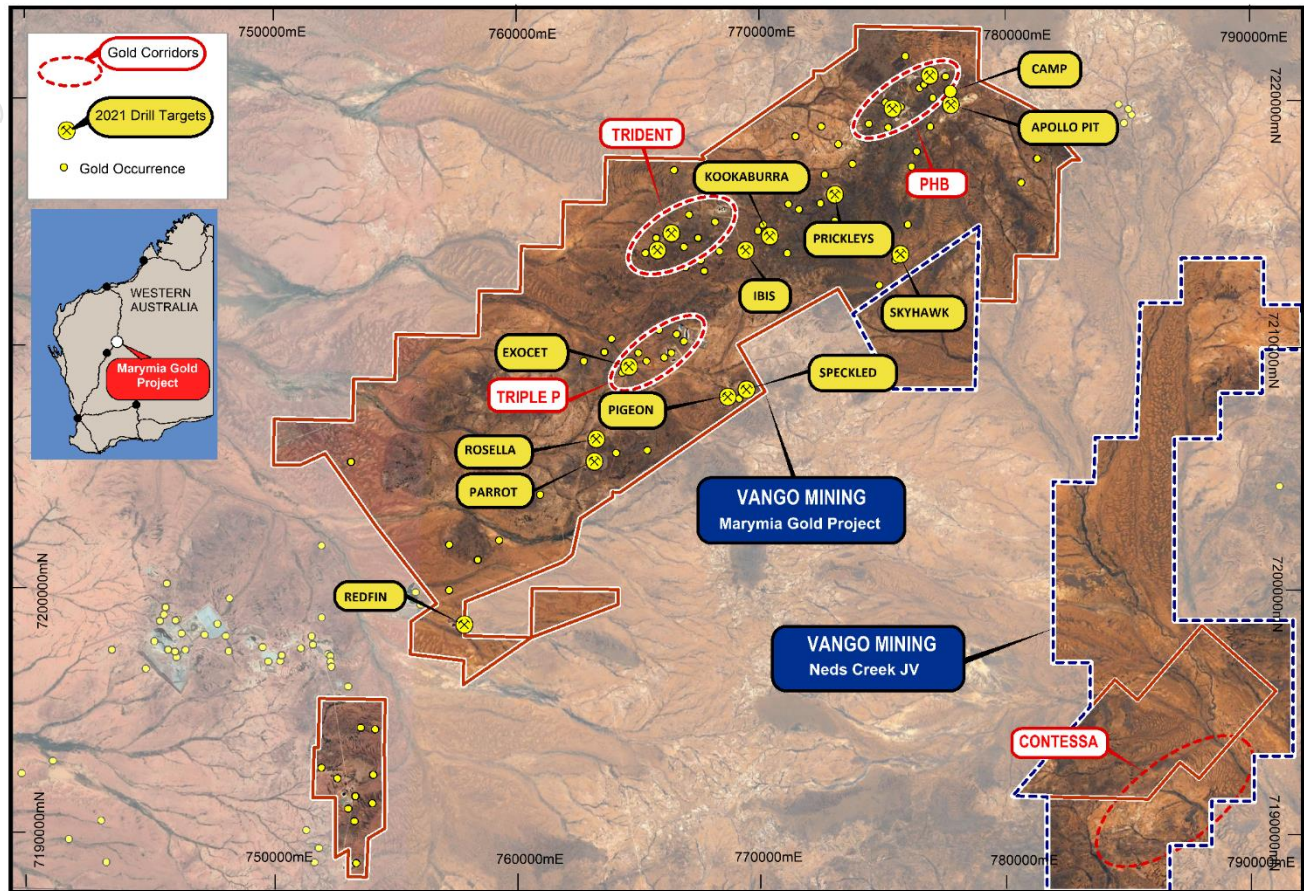 750000mE
760000mE
770000mE
780000mE
790000mE
Gold Corridors
2021 Drill Targets
Gold Occurrence
WESTERN
AUSTRALIA
Marymia Gold
Project
CAMP
7220000mN
APOLLO PIT
TRIDENT
KOOKABURRA
PHB
PRICKLEYS
IBIS
SKYHAWK
7210000mN
EXOCET
SPECKLED
TRIPLE P
PIGEON
ROSELLA
PARROT
VANGO MINING
Marymia Gold Project
REDFIN
7200000mN
7200000mN
VANGO MINING
Neds Creek JV
CONTESSA
7190000mN
7190000mN
750000mE
760000mE
770000mE
780000mE
790000mE